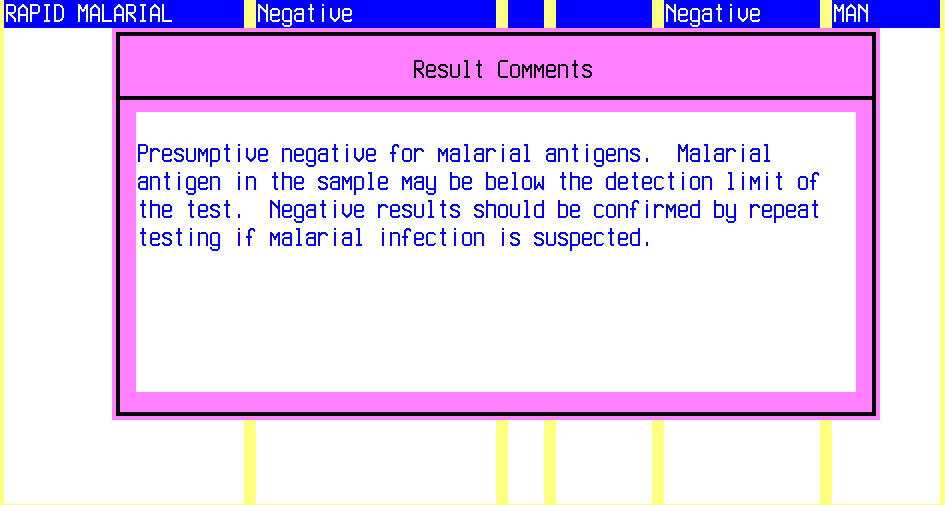 RAPID MALARIAL Negative Negative MAN
Result Comments
Presumptive negative for malarial antigens.  Malarial
antigen in the sample may be below the detection limit of
the test.  Negative results should be confirmed by repeat
testing if malarial infection is suspected.